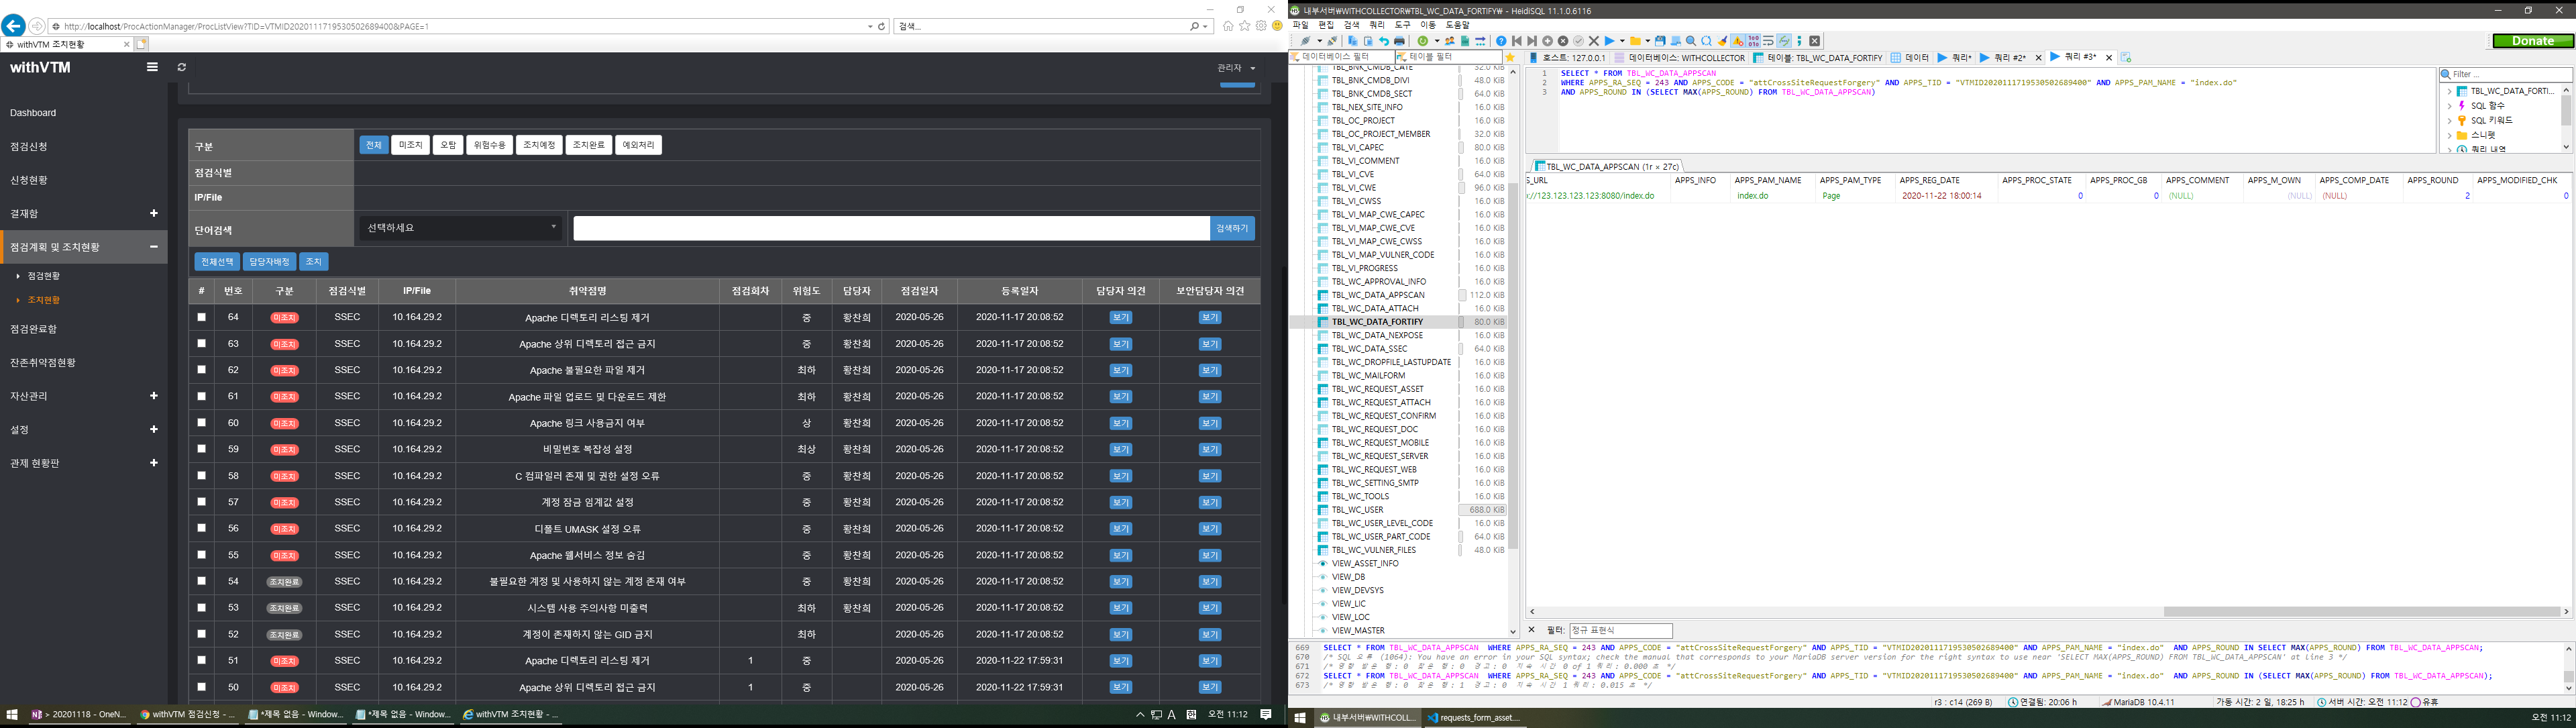 http://localhost/ProcActionManager/ProcListView?TID=VTMID2020111719530502689400&PAGE=1
검색...
withVTM 조치현황
withVTM
관리자
Dashboard
점검신청
신청현황
결재함
점검계획 및 조치현황
점검현황
조치현황
점검완료함
잔존취약점현황
자산관리
설정
관제 현황판
구분 전체 미조치 오탐 위험수용 조치예정 조치완료 예외처리
점검식별
IP/File
단어검색 선택하세요 검색하기
전체선택 담당자배정 조치
# 번호 구분 점검식별 IP/File 취약점명 점검회차 위험도 담당자 점검일자 등록일자 담당자 의견 보안담당자 의견
64 미조치 SSEC 10.164.29.2 Apache 디렉토리 리스팅 제거 중 황찬희 2020-05-26 2020-11-17 20:08:52 보기 보기
63 미조치 SSEC 10.164.29.2 Apache 상위 디렉토리 접근 금지 중 황찬희 2020-05-26 2020-11-17 20:08:52 보기 보기
62 미조치 SSEC 10.164.29.2 Apache 불필요한 파일 제거 최하 황찬희 2020-05-26 2020-11-17 20:08:52 보기 보기
61 미조치 SSEC 10.164.29.2 Apache 파일 업로드 및 다운로드 제한 최하 황찬희 2020-05-26 2020-11-17 20:08:52 보기 보기
60 미조치 SSEC 10.164.29.2 Apache 링크 사용금지 여부 상 황찬희 2020-05-26 2020-11-17 20:08:52 보기 보기
59 미조치 SSEC 10.164.29.2 비밀번호 복잡성 설정 최상 황찬희 2020-05-26 2020-11-17 20:08:52 보기 보기
58 미조치 SSEC 10.164.29.2 C 컴파일러 존재 및 권한 설정 오류 중 황찬희 2020-05-26 2020-11-17 20:08:52 보기 보기
57 미조치 SSEC 10.164.29.2 계정 잠금 임계값 설정 중 황찬희 2020-05-26 2020-11-17 20:08:52 보기 보기
56 미조치 SSEC 10.164.29.2 디폴트 UMASK 설정 오류 중 황찬희 2020-05-26 2020-11-17 20:08:52 보기 보기
55 미조치 SSEC 10.164.29.2 Apache 웹서비스 정보 숨김 중 황찬희 2020-05-26 2020-11-17 20:08:52 보기 보기
54 조치완료 SSEC 10.164.29.2 불필요한 계정 및 사용하지 않는 계정 존재 여부 중 황찬희 2020-05-26 2020-11-17 20:08:52 보기 보기
53 조치완료 SSEC 10.164.29.2 시스템 사용 주의사항 미출력 최하 황찬희 2020-05-26 2020-11-17 20:08:52 보기 보기
52 조치완료 SSEC 10.164.29.2 계정이 존재하지 않는 GID 금지 최하 2020-05-26 2020-11-17 20:08:52 보기 보기
51 미조치 SSEC 10.164.29.2 Apache 디렉토리 리스팅 제거 1 중 2020-05-26 2020-11-22 17:59:31 보기 보기
50 미조치 SSEC 10.164.29.2 Apache 상위 디렉토리 접근 금지 1 중 2020-05-26 2020-11-22 17:59:31 보기 보기
> 20201118 - OneN... withVTM 점검신청 - ... *제목 없음 - Window... *제목 없음 - Window... withVTM 조치현황 - ... A 오전 11:12
내부서버\WITHCOLLECTOR\TBL_WC_DATA_FORTIFY\ - HeidiSQL 11.1.0.6116
파일 편집 검색 쿼리 도구 이동 도움말
Donate
데이터베이스 필터 테이블 필터
호스트: 127.0.0.1 데이터베이스: WITHCOLLECTOR 테이블: TBL_WC_DATA_FORTIFY 데이터 쿼리* 쿼리 #2* 쿼리 #3*
TBL_BNK_CMDB_CATE 32.0 KiB
TBL_BNK_CMDB_DIVI 48.0 KiB
TBL_BNK_CMDB_SECT 64.0 KiB
TBL_NEX_SITE_INFO 16.0 KiB
TBL_OC_PROJECT 16.0 KiB
TBL_OC_PROJECT_MEMBER 32.0 KiB
TBL_VI_CAPEC 80.0 KiB
TBL_VI_COMMENT 16.0 KiB
TBL_VI_CVE 64.0 KiB
TBL_VI_CWE 96.0 KiB
TBL_VI_CWSS 16.0 KiB
TBL_VI_MAP_CWE_CAPEC 16.0 KiB
TBL_VI_MAP_CWE_CVE 16.0 KiB
TBL_VI_MAP_CWE_CWSS 16.0 KiB
TBL_VI_MAP_VULNER_CODE 16.0 KiB
TBL_VI_PROGRESS 16.0 KiB
TBL_WC_APPROVAL_INFO 16.0 KiB
TBL_WC_DATA_APPSCAN 112.0 KiB
TBL_WC_DATA_ATTACH 16.0 KiB
TBL_WC_DATA_FORTIFY 80.0 KiB
TBL_WC_DATA_NEXPOSE 16.0 KiB
TBL_WC_DATA_SSEC 64.0 KiB
TBL_WC_DROPFILE_LASTUPDATE 16.0 KiB
TBL_WC_MAILFORM 16.0 KiB
TBL_WC_REQUEST_ASSET 16.0 KiB
TBL_WC_REQUEST_ATTACH 16.0 KiB
TBL_WC_REQUEST_CONFIRM 16.0 KiB
TBL_WC_REQUEST_DOC 16.0 KiB
TBL_WC_REQUEST_MOBILE 16.0 KiB
TBL_WC_REQUEST_SERVER 16.0 KiB
TBL_WC_REQUEST_WEB 16.0 KiB
TBL_WC_SETTING_SMTP 16.0 KiB
TBL_WC_TOOLS 16.0 KiB
TBL_WC_USER 688.0 KiB
TBL_WC_USER_LEVEL_CODE 16.0 KiB
TBL_WC_USER_PART_CODE 64.0 KiB
TBL_WC_VULNER_FILES 48.0 KiB
VIEW_ASSET_INFO
VIEW_DB
VIEW_DEVSYS
VIEW_LIC
VIEW_LOC
VIEW_MASTER
1 SELECT * FROM TBL_WC_DATA_APPSCAN
2 WHERE APPS_RA_SEQ = 243 AND APPS_CODE = "attCrossSiteRequestForgery" AND APPS_TID = "VTMID2020111719530502689400" AND APPS_PAM_NAME = "index.do"
3 AND APPS_ROUND IN (SELECT MAX(APPS_ROUND) FROM TBL_WC_DATA_APPSCAN)
Filter ...
TBL_WC_DATA_FORTI...
SQL 함수
SQL 키워드
스니펫
쿼리 내역
TBL_WC_DATA_APPSCAN (1r × 27c)
S_URL APPS_INFO APPS_PAM_NAME APPS_PAM_TYPE APPS_REG_DATE APPS_PROC_STATE APPS_PROC_GB APPS_COMMENT APPS_M_OWN APPS_COMP_DATE APPS_ROUND APPS_MODIFIED_CHK
://123.123.123.123:8080/index.do index.do Page 2020-11-22 18:00:14 0 0 (NULL) (NULL) (NULL) 2 0
필터: 정규 표현식
669 SELECT * FROM TBL_WC_DATA_APPSCAN WHERE APPS_RA_SEQ = 243 AND APPS_CODE = "attCrossSiteRequestForgery" AND APPS_TID = "VTMID2020111719530502689400" AND APPS_PAM_NAME = "index.do" AND APPS_ROUND IN SELECT MAX(APPS_ROUND) FROM TBL_WC_DATA_APPSCAN;
670 /* SQL 오류 (1064): You have an error in your SQL syntax; check the manual that corresponds to your MariaDB server version for the right syntax to use near 'SELECT MAX(APPS_ROUND) FROM TBL_WC_DATA_APPSCAN' at line 3 */
671 /* 영향 받은 행: 0 찾은 행: 0 경고: 0 지속 시간 0 of 1 쿼리: 0.000 초 */
672 SELECT * FROM TBL_WC_DATA_APPSCAN WHERE APPS_RA_SEQ = 243 AND APPS_CODE = "attCrossSiteRequestForgery" AND APPS_TID = "VTMID2020111719530502689400" AND APPS_PAM_NAME = "index.do" AND APPS_ROUND IN (SELECT MAX(APPS_ROUND) FROM TBL_WC_DATA_APPSCAN);
673 /* 영향 받은 행: 0 찾은 행: 1 경고: 0 지속 시간 1 쿼리: 0.015 초 */
r3 : c14 (269 B) 연결됨: 20:06 h MariaDB 10.4.11 가동 시간: 2 일, 18:25 h 서버 시간: 오전 11:12 유휴
내부서버\WITHCOLL... requests_form_asset.... 오전 11:12